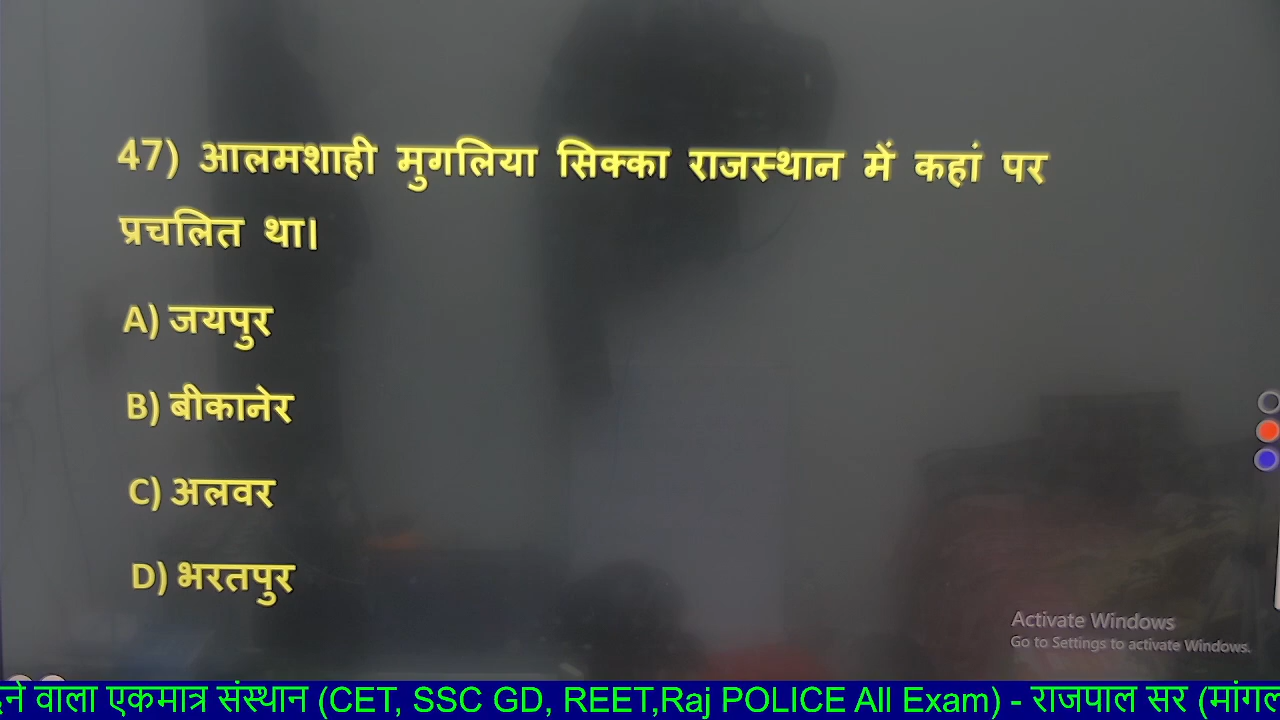 47) आलमशाही मुगलिया सिक्का राजस्थान में कहां पर
प्रचलित था।
A) जयपुर
B) बीकानेर
C) अलवर
D) भरतपुर
Activate Windows
Go to Settings to activate Windows.
वाला एकमात्र संस्थान (CET, SSC GD, REET,Raj POLICE All Exam) - राजपाल सर